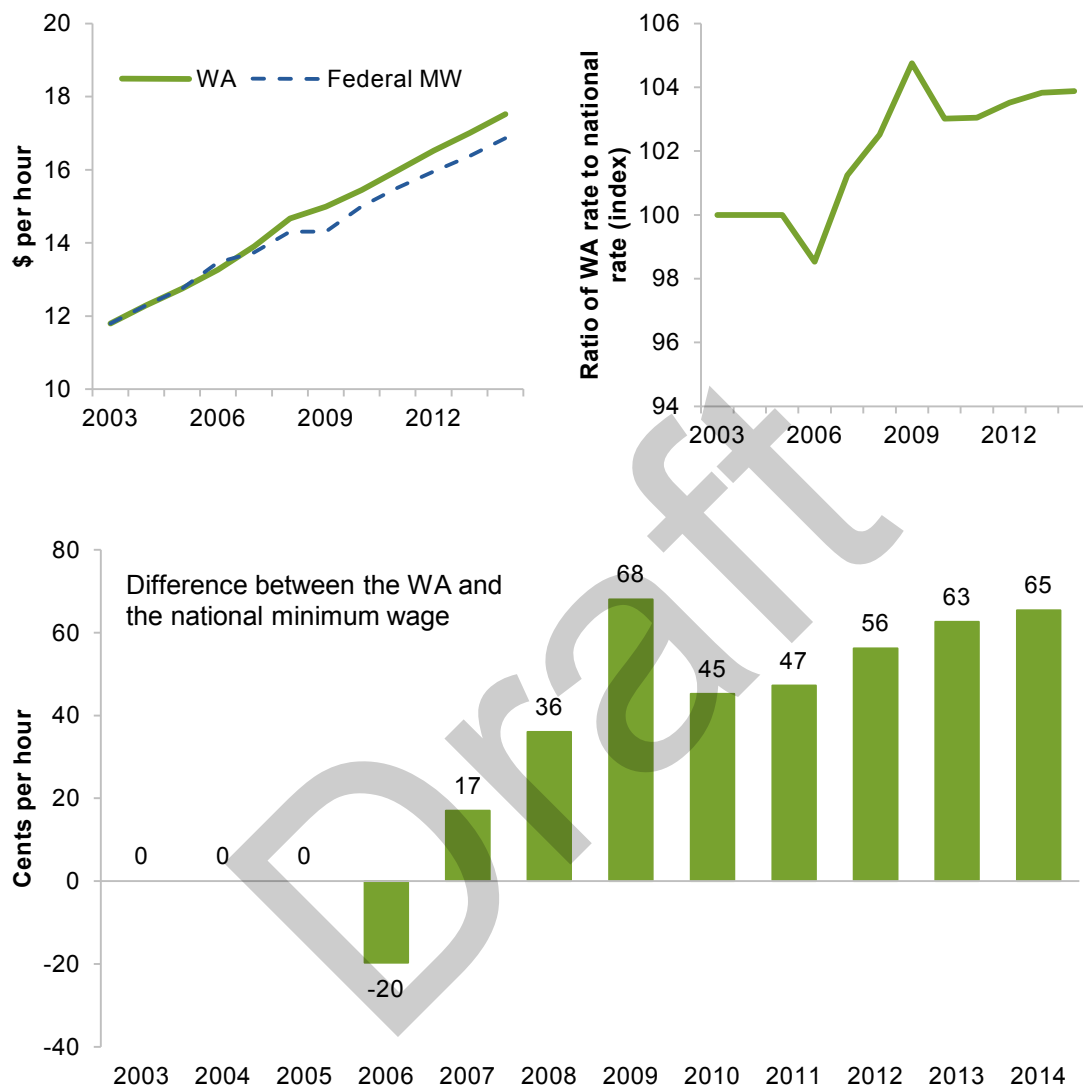 20
18
16
14
12
10
$ per hour
WA
Federal MW
2003 2006 2009 2012
106
104
102
100
98
96
94
Ratio of WA rate to national
rate (index)
2003 2006 2009 2012
80
60
40
20
0
-20
-40
Cents per hour
Difference between the WA and
the national minimum wage
0 0 0 -20 17 36 68 45 47 56 63 65
2003 2004 2005 2006 2007 2008 2009 2010 2011 2012 2013 2014
Draft